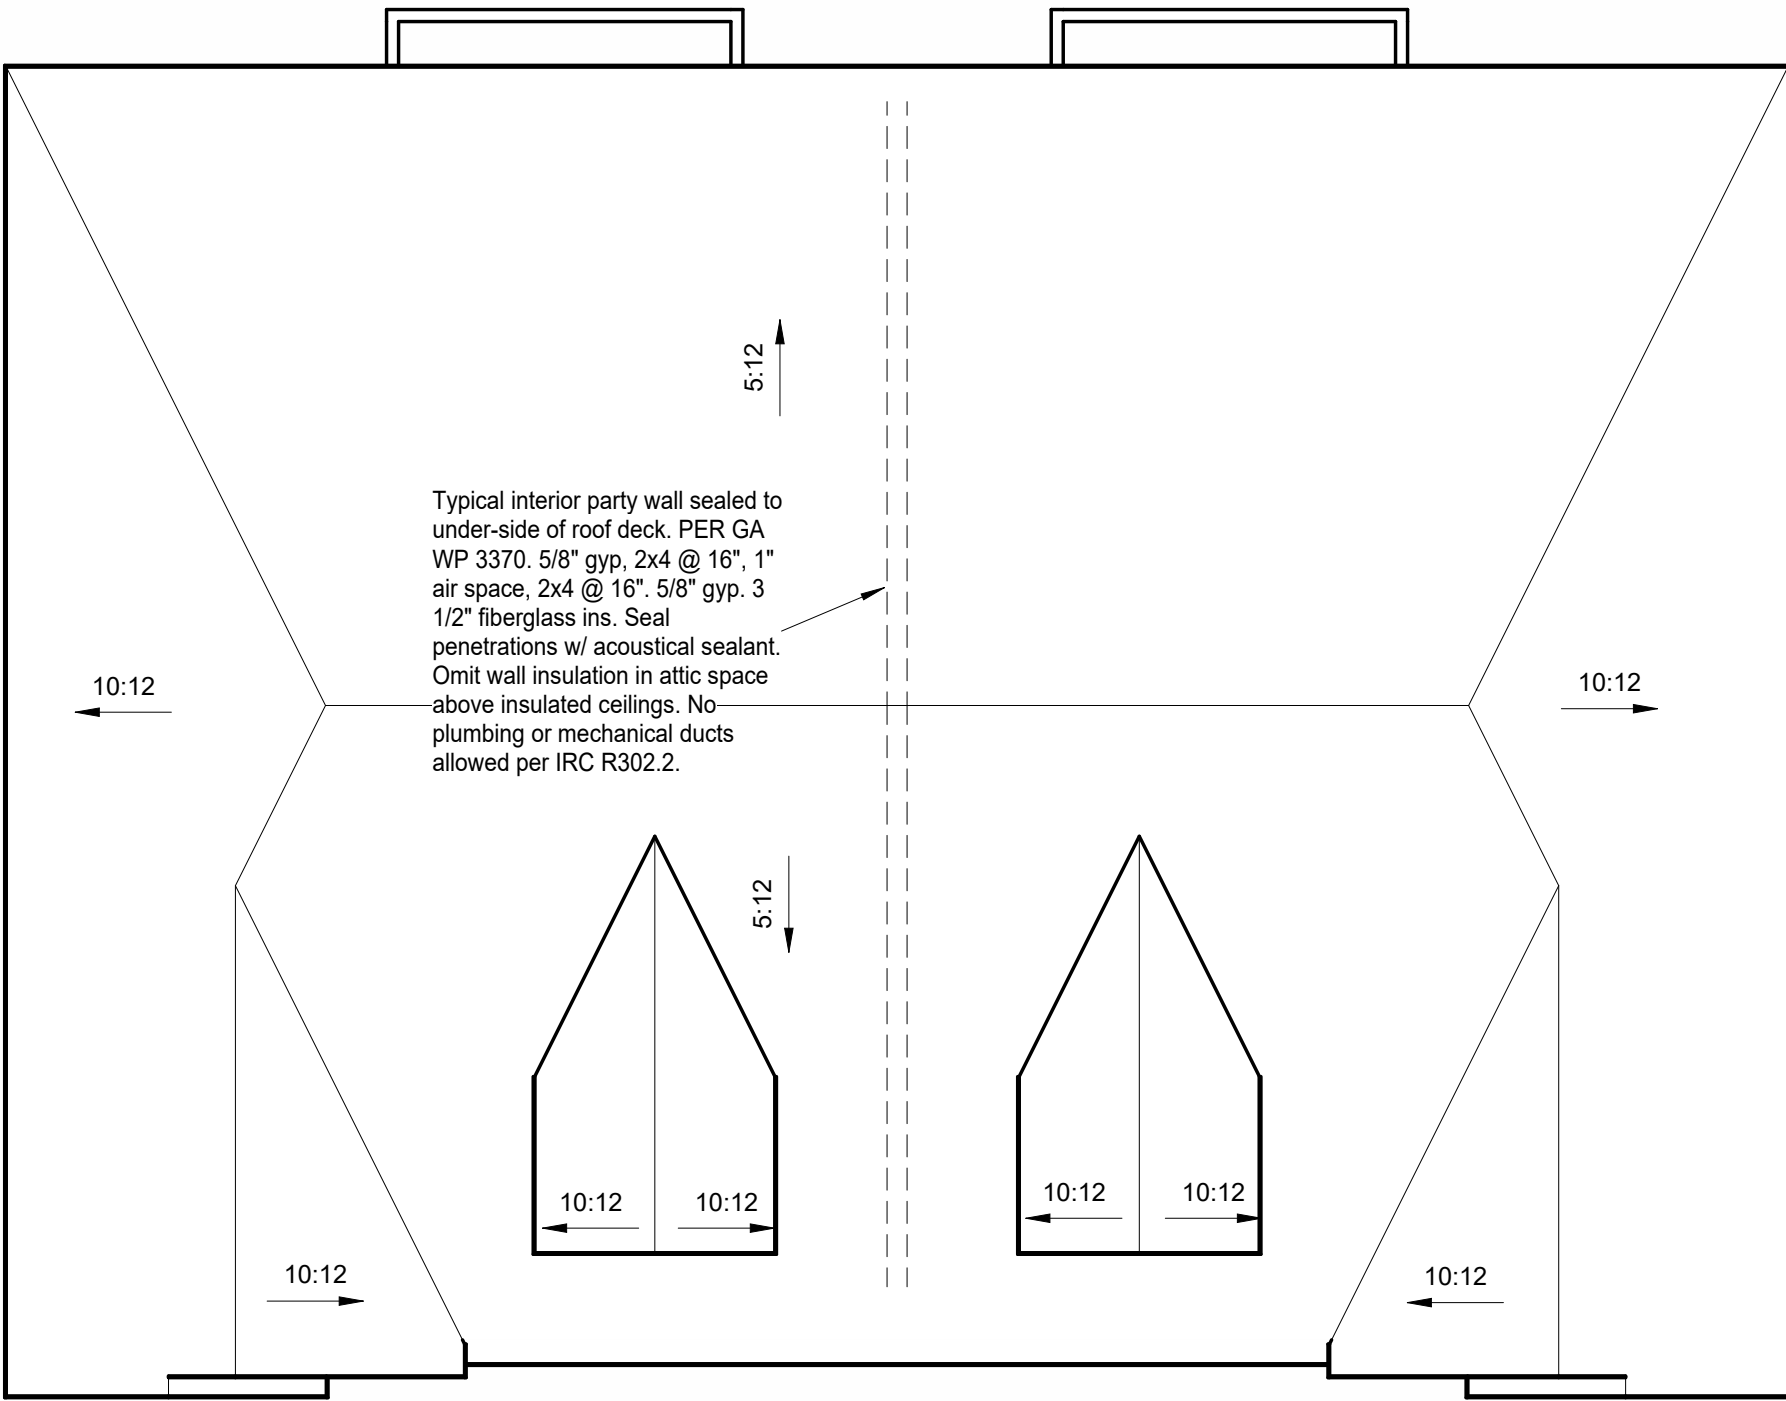 5:12
Typical interior party wall sealed to
under-side of roof deck. PER GA
WP 3370. 5/8" gyp, 2x4 @ 16", 1"
air space, 2x4 @ 16". 5/8" gyp. 3
1/2" fiberglass ins. Seal
penetrations w/ acoustical sealant.
Omit wall insulation in attic space
above insulated ceilings. No
plumbing or mechanical ducts
allowed per IRC R302.2.
10:12
10:12
5:12
10:12
10:12
10:12
10:12
10:12
10:12